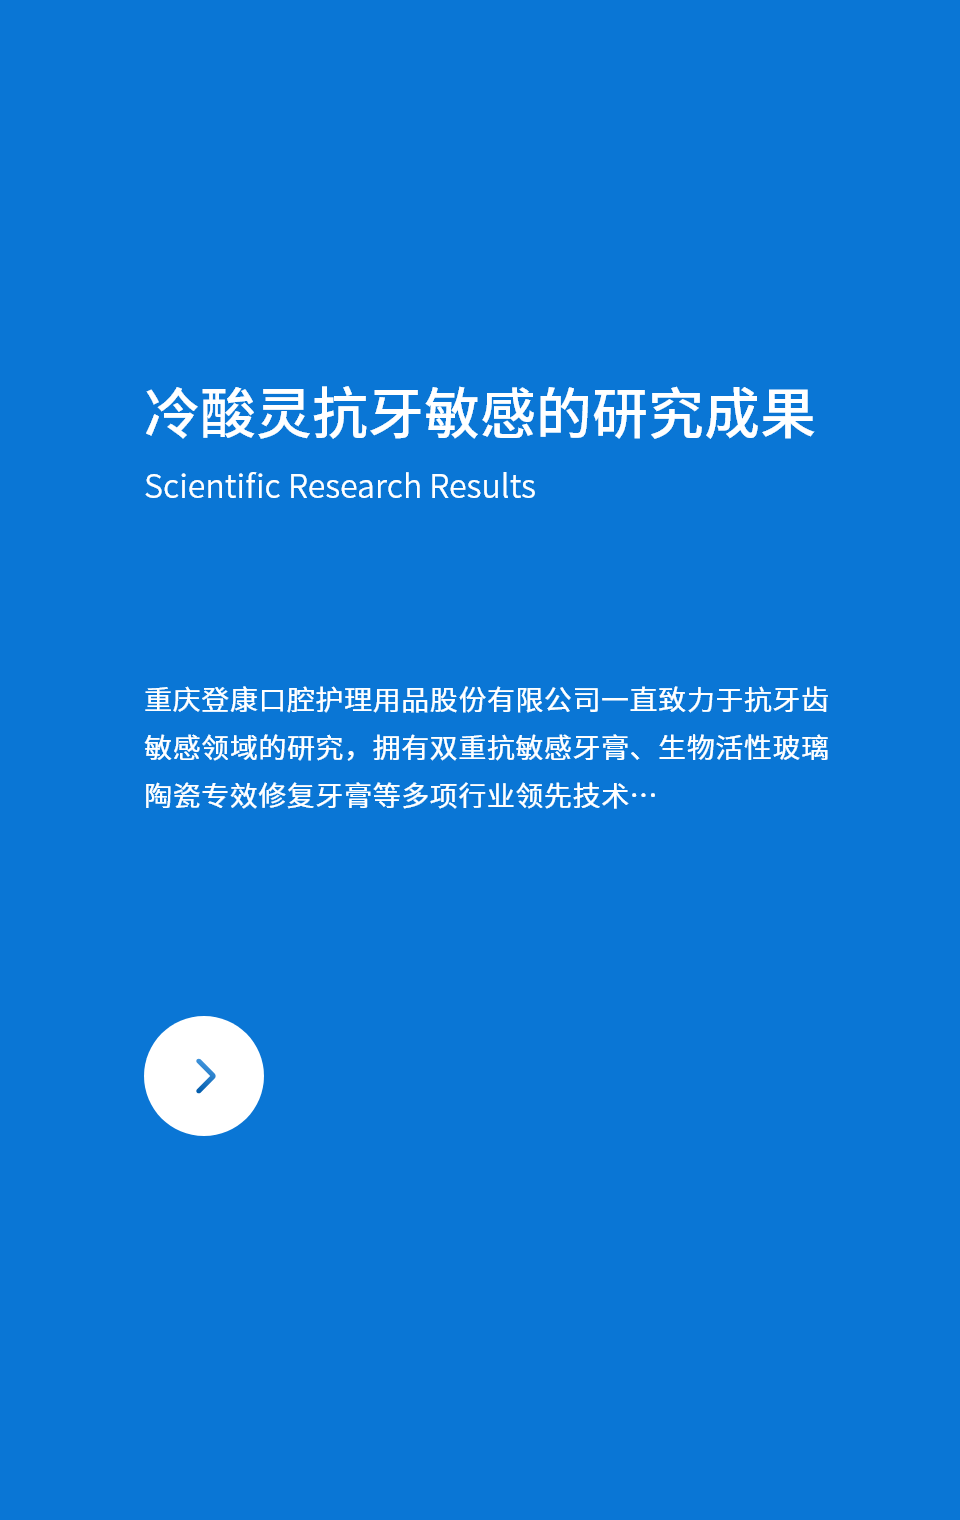 冷酸灵抗牙敏感的研究成果
Scientific Research Results
重庆登康口腔护理用品股份有限公司一直致力于抗牙齿
敏感领域的研究，拥有双重抗敏感牙膏、生物活性玻璃
陶瓷专效修复牙膏等多项行业领先技术…